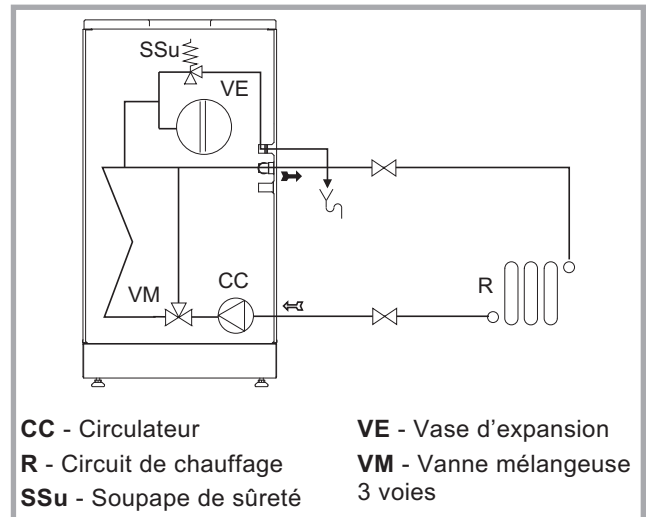 SSu
VE
VM
CC
R
CC - Circulateur
R - Circuit de chauffage
SSu - Soupape de sûreté
VE - Vase d’expansion
VM - Vanne mélangeuse
3 voies